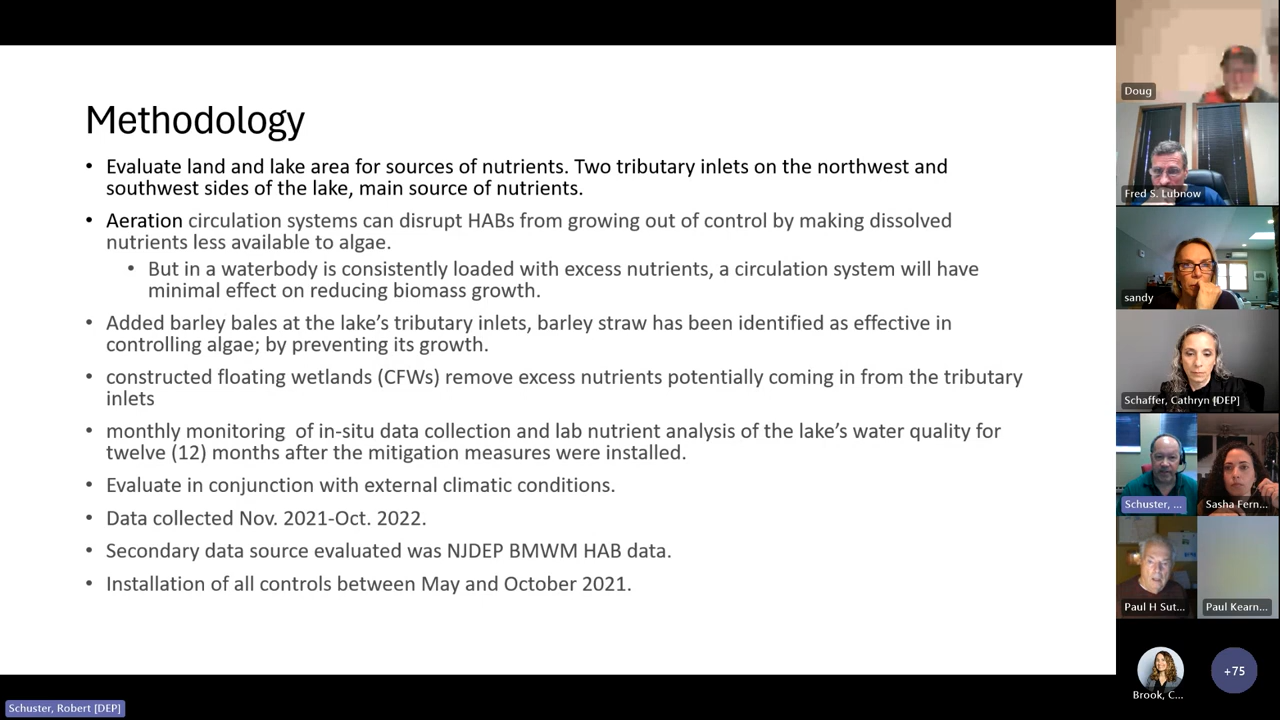 Methodology
• Evaluate land and lake area for sources of nutrients. Two tributary inlets on the northwest and
southwest sides of the lake, main source of nutrients.
• Aeration circulation systems can disrupt HABs from growing out of control by making dissolved
nutrients less available to algae.
• But in a waterbody is consistently loaded with excess nutrients, a circulation system will have
minimal effect on reducing biomass growth.
• Added barley bales at the lake's tributary inlets, barley straw has been identified as effective in
controlling algae; by preventing its growth.
• constructed floating wetlands (CFWs) remove excess nutrients potentially coming in from the tributary
inlets
• monthly monitoring  of in-situ data collection and lab nutrient analysis of the lake's water quality for
twelve (12) months after the mitigation measures were installed.
• Evaluate in conjunction with external climatic conditions.
• Data collected Nov. 2021-Oct. 2022.
• Secondary data source evaluated was NJDEP BMWM HAB data.
• Installation of all controls between May and October 2021.
Schuster, Robert [DEP]
Doug
Fred S. Lubnow
sandy
Schaffer, Cathryn [DEP]
Schuster, ...
Sasha Fern...
Paul H Sut...
Paul Kearn...
Brook, C...
+75